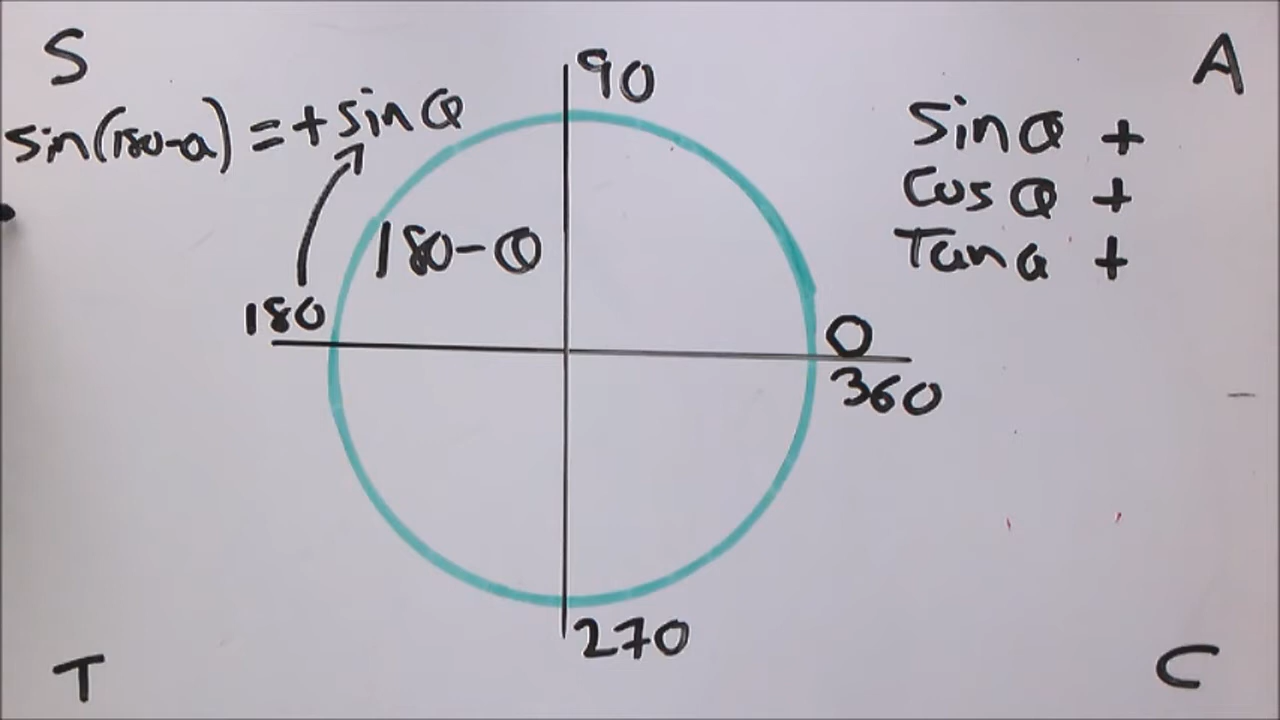 S
A
90
sin(180-θ) = + sin θ
Sin θ +
Cos θ +
Tan θ +
180-θ
180
0
360
270
T
C